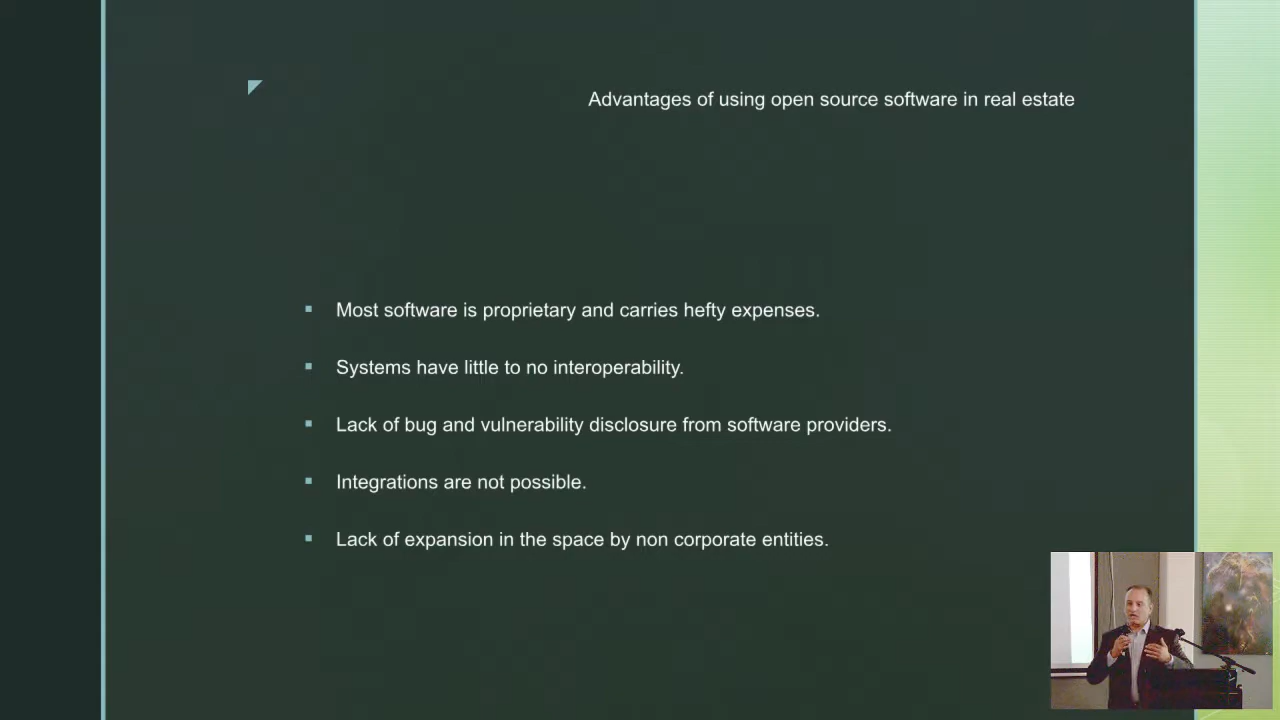 Advantages of using open source software in real estate
Most software is proprietary and carries hefty expenses.
Systems have little to no interoperability.
Lack of bug and vulnerability disclosure from software providers.
Integrations are not possible.
Lack of expansion in the space by non corporate entities.